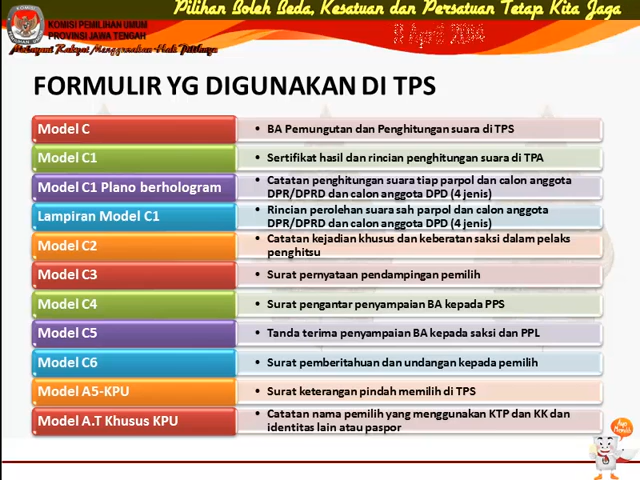 Pilihan Boleh Beda, Kesatuan dan Persatuan Tetap Kita Jaga
KOMISI PEMILIHAN UMUM
PROVINSI JAWA TENGAH
Melayani Rakyat Menggunakan Hak Pilihnya
April 2014
FORMULIR YG DIGUNAKAN DI TPS
Model C
• BA Pemungutan dan Penghitungan suara di TPS
Model C1
• Sertifikat hasil dan rincian penghitungan suara di TPA
Model C1 Plano berhologram
• Catatan penghitungan suara tiap parpol dan calon anggota
DPR/DPRD dan calon anggota DPD (4 jenis)
Lampiran Model C1
• Rincian perolehan suara sah parpol dan calon anggota
DPR/DPRD dan calon anggota DPD (4 jenis)
Model C2
• Catatan kejadian khusus dan keberatan saksi dalam pelaks
penghitsu
Model C3
• Surat pernyataan pendampingan pemilih
Model C4
• Surat pengantar penyampaian BA kepada PPS
Model C5
• Tanda terima penyampaian BA kepada saksi dan PPL
Model C6
• Surat pemberitahuan dan undangan kepada pemilih
Model A5-KPU
• Surat keterangan pindah memilih di TPS
Model A.T Khusus KPU
• Catatan nama pemilih yang menggunakan KTP dan KK dan
identitas lain atau paspor